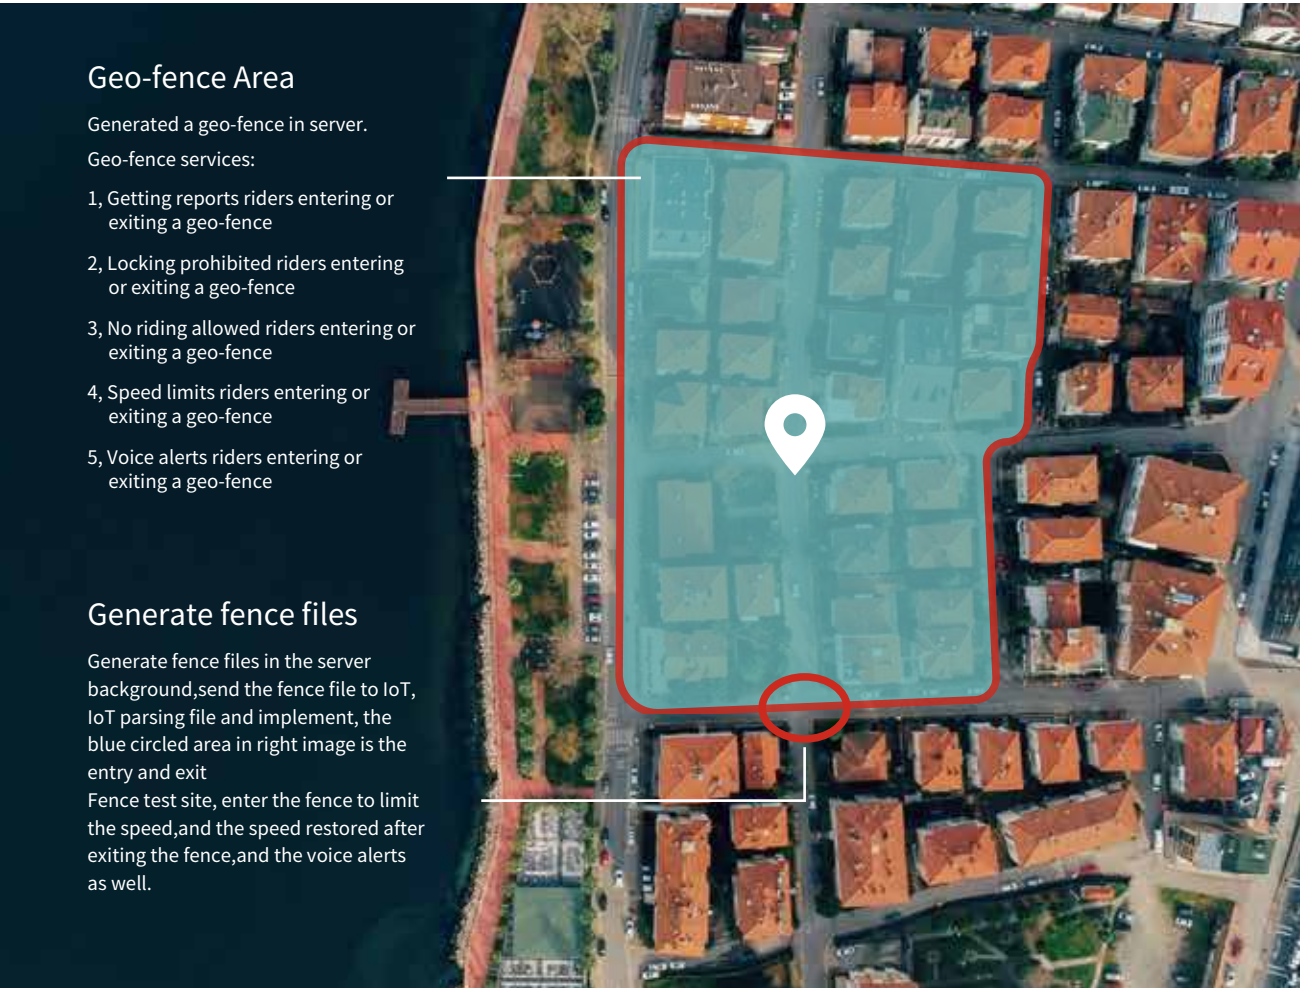 Geo-fence Area
Generated a geo-fence in server.
Geo-fence services:
1, Getting reports riders entering or
exiting a geo-fence
2, Locking prohibited riders entering
or exiting a geo-fence
3, No riding allowed riders entering or
exiting a geo-fence
4, Speed limits riders entering or
exiting a geo-fence
5, Voice alerts riders entering or
exiting a geo-fence
Generate fence files
Generate fence files in the server
background,send the fence file to IoT,
IoT parsing file and implement, the
blue circled area in right image is the
entry and exit
Fence test site, enter the fence to limit
the speed,and the speed restored after
exiting the fence,and the voice alerts
as well.